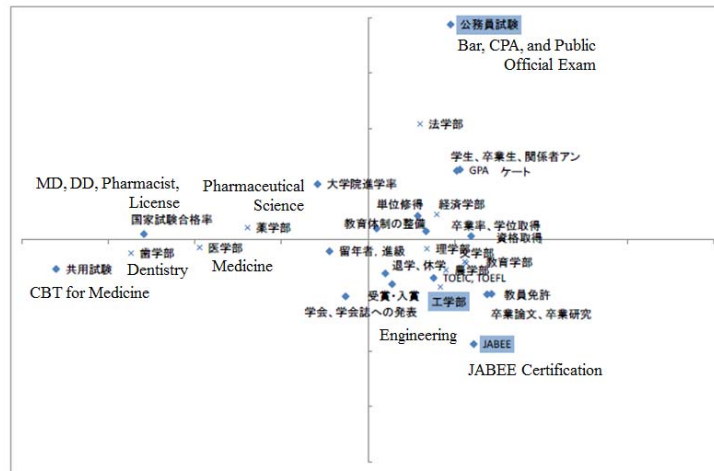 公務員試験
Bar, CPA, and Public
Official Exam
法学部
学生、卒業生、関係者アン
ケート
GPA
MD, DD, Pharmacist,
License
Pharmaceutical
Science
大学院進学率
国家試験合格率
単位修得
経済学部
薬学部
教育体制の整備
卒業率、学位取得
資格取得
歯学部
医学部
留年者, 進級
理学部
文学部
教育学部
共用試験
Dentistry
Medicine
退学、休学
農学部
TOEIC, TOEFL
CBT for Medicine
受賞・入賞
工学部
教員免許
学会、学会誌への発表
卒業論文、卒業研究
Engineering
JABEE
JABEE Certification